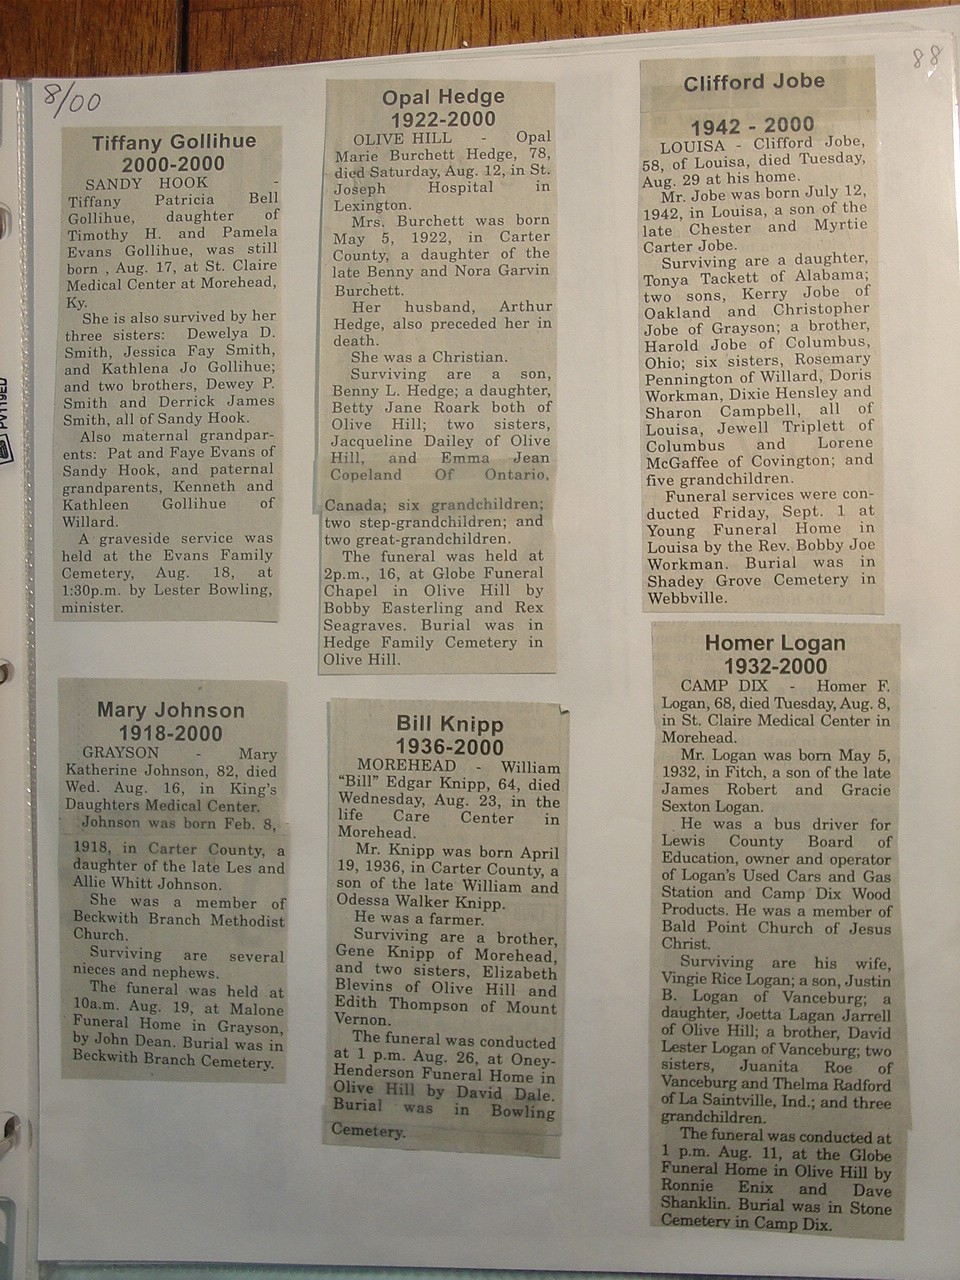 8/00
88
Tiffany Gollihue
2000-2000
SANDY HOOK -
Tiffany Patricia Bell
Gollihue, daughter of
Timothy H. and Pamela
Evans Gollihue, was still
born , Aug. 17, at St. Claire
Medical Center at Morehead,
Ky.
She is also survived by her
three sisters: Dewelya D.
Smith, Jessica Fay Smith,
and Kathlena Jo Gollihue;
and two brothers, Dewey P.
Smith and Derrick James
Smith, all of Sandy Hook.
Also maternal grandpar-
ents: Pat and Faye Evans of
Sandy Hook, and paternal
grandparents, Kenneth and
Kathleen Gollihue of
Willard.
A graveside service was
held at the Evans Family
Cemetery, Aug. 18, at
1:30p.m. by Lester Bowling,
minister.
Mary Johnson
1918-2000
GRAYSON - Mary
Katherine Johnson, 82, died
Wed. Aug. 16, in King's
Daughters Medical Center.
Johnson was born Feb. 8,
1918, in Carter County, a
daughter of the late Les and
Allie Whitt Johnson.
She was a member of
Beckwith Branch Methodist
Church.
Surviving are several
nieces and nephews.
The funeral was held at
10a.m. Aug. 19, at Malone
Funeral Home in Grayson,
by John Dean. Burial was in
Beckwith Branch Cemetery.
Opal Hedge
1922-2000
OLIVE HILL - Opal
Marie Burchett Hedge, 78,
died Saturday, Aug. 12, in St.
Joseph Hospital in
Lexington.
Mrs. Burchett was born
May 5, 1922, in Carter
County, a daughter of the
late Benny and Nora Garvin
Burchett.
Her husband, Arthur
Hedge, also preceded her in
death.
She was a Christian.
Surviving are a son,
Benny L. Hedge; a daughter,
Betty Jane Roark both of
Olive Hill; two sisters,
Jacqueline Dailey of Olive
Hill, and Emma Jean
Copeland Of Ontario,
Canada; six grandchildren;
two step-grandchildren; and
two great-grandchildren.
The funeral was held at
2p.m., 16, at Globe Funeral
Chapel in Olive Hill by
Bobby Easterling and Rex
Seagraves. Burial was in
Hedge Family Cemetery in
Olive Hill.
Bill Knipp
1936-2000
MOREHEAD - William
“Bill” Edgar Knipp, 64, died
Wednesday, Aug. 23, in the
life Care Center in
Morehead.
Mr. Knipp was born April
19, 1936, in Carter County, a
son of the late William and
Odessa Walker Knipp.
He was a farmer.
Surviving are a brother,
Gene Knipp of Morehead,
and two sisters, Elizabeth
Blevins of Olive Hill and
Edith Thompson of Mount
Vernon.
The funeral was conducted
at 1 p.m. Aug. 26, at Oney-
Henderson Funeral Home in
Olive Hill by David Dale.
Burial was in Bowling
Cemetery.
Clifford Jobe
1942 - 2000
LOUISA - Clifford Jobe,
58, of Louisa, died Tuesday,
Aug. 29 at his home.
Mr. Jobe was born July 12,
1942, in Louisa, a son of the
late Chester and Myrtie
Carter Jobe.
Surviving are a daughter,
Tonya Tackett of Alabama;
two sons, Kerry Jobe of
Oakland and Christopher
Jobe of Grayson; a brother,
Harold Jobe of Columbus,
Ohio; six sisters, Rosemary
Pennington of Willard, Doris
Workman, Dixie Hensley and
Sharon Campbell, all of
Louisa, Jewell Triplett of
Columbus and Lorene
McGaffee of Covington; and
five grandchildren.
Funeral services were con-
ducted Friday, Sept. 1 at
Young Funeral Home in
Louisa by the Rev. Bobby Joe
Workman. Burial was in
Shadey Grove Cemetery in
Webbville.
Homer Logan
1932-2000
CAMP DIX - Homer F.
Logan, 68, died Tuesday, Aug. 8,
in St. Claire Medical Center in
Morehead.
Mr. Logan was born May 5,
1932, in Fitch, a son of the late
James Robert and Gracie
Sexton Logan.
He was a bus driver for
Lewis County Board of
Education, owner and operator
of Logan's Used Cars and Gas
Station and Camp Dix Wood
Products. He was a member of
Bald Point Church of Jesus
Christ.
Surviving are his wife,
Vingie Rice Logan; a son, Justin
B. Logan of Vanceburg; a
daughter, Joetta Lagan Jarrell
of Olive Hill; a brother, David
Lester Logan of Vanceburg; two
sisters, Juanita Roe of
Vanceburg and Thelma Radford
of La Saintville, Ind.; and three
grandchildren.
The funeral was conducted at
1 p.m. Aug. 11, at the Globe
Funeral Home in Olive Hill by
Ronnie Enix and Dave
Shanklin. Burial was in Stone
Cemetery in Camp Dix.
PV119ED